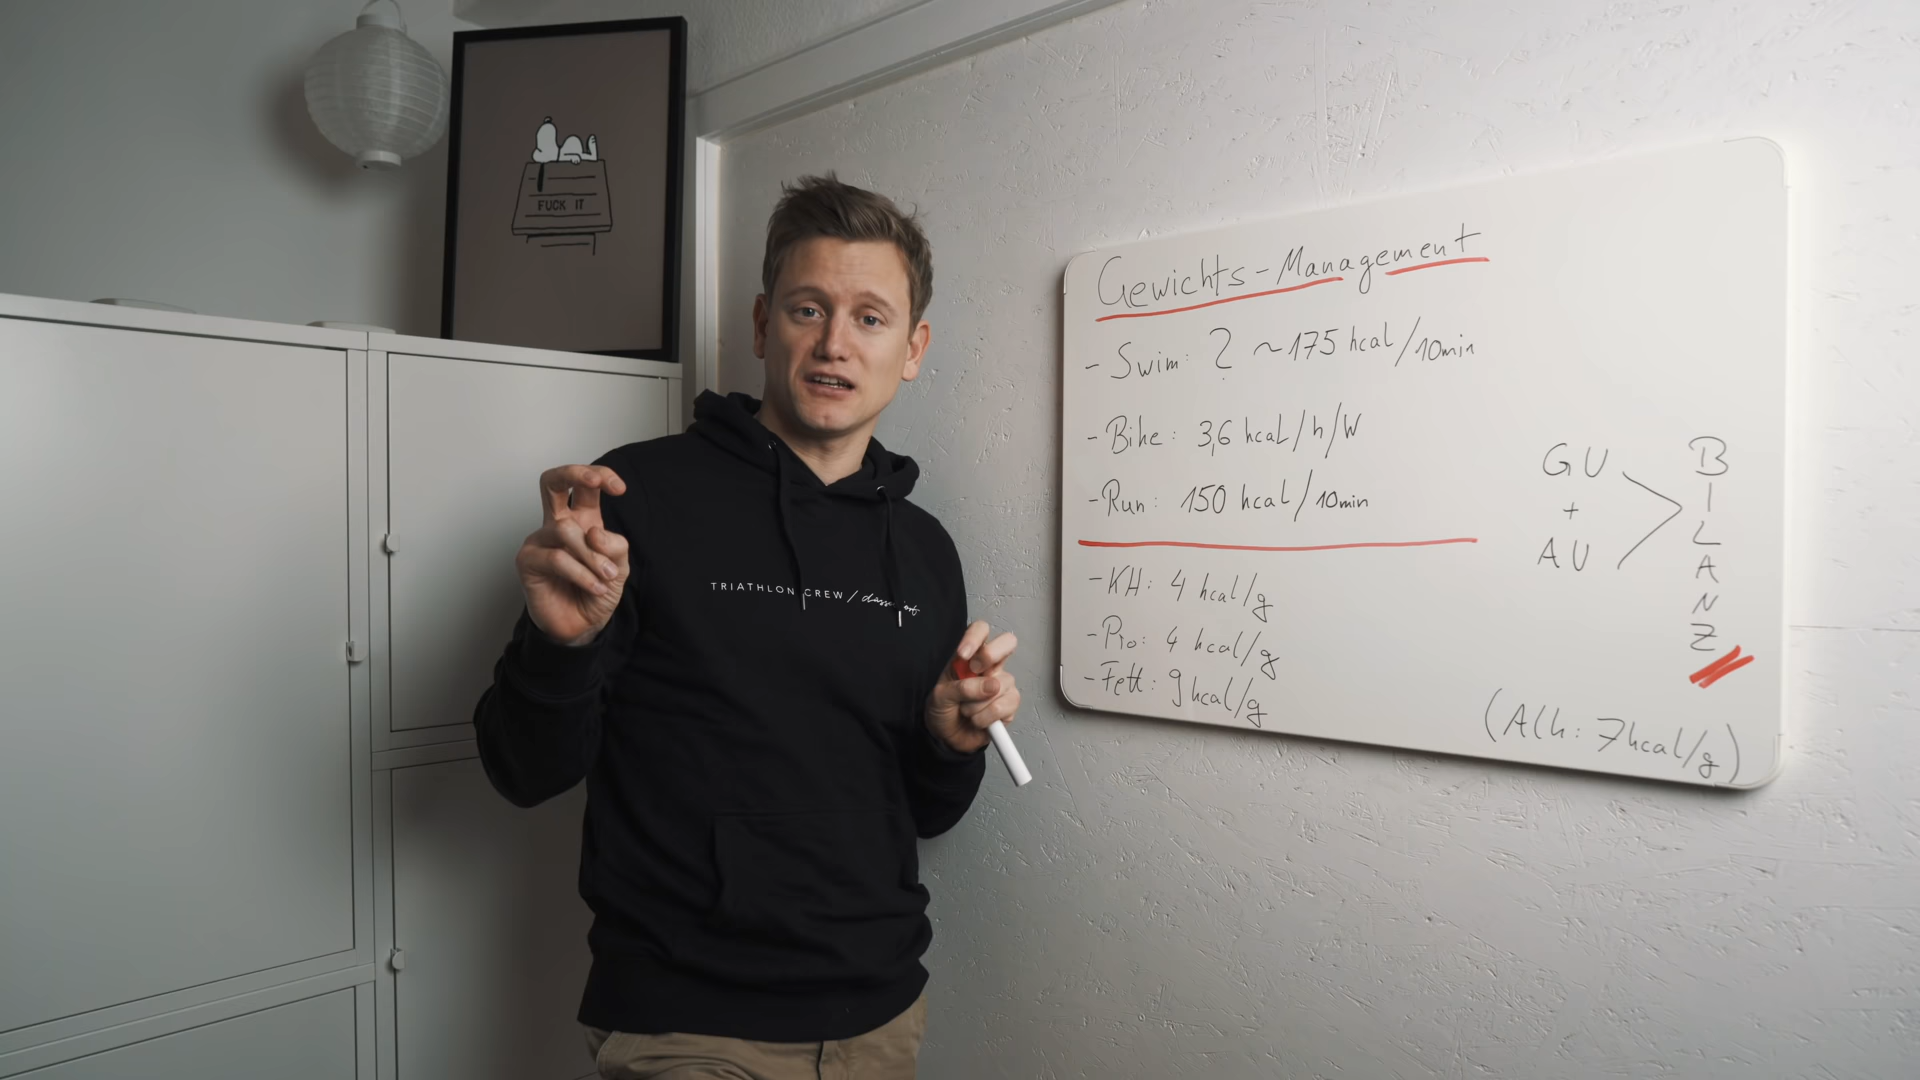 FUCK IT
TRIATHLON CREW /
Gewichts-Management
- Swim: ? ~175 kcal/10min
- Bike: 3,6 kcal/h/W
- Run: 150 kcal/10min
- KH: 4 kcal/g
- Pro: 4 kcal/g
- Fett: 9 kcal/g
GU
+
AU
BILANZ
(Alk: 7kcal/g)